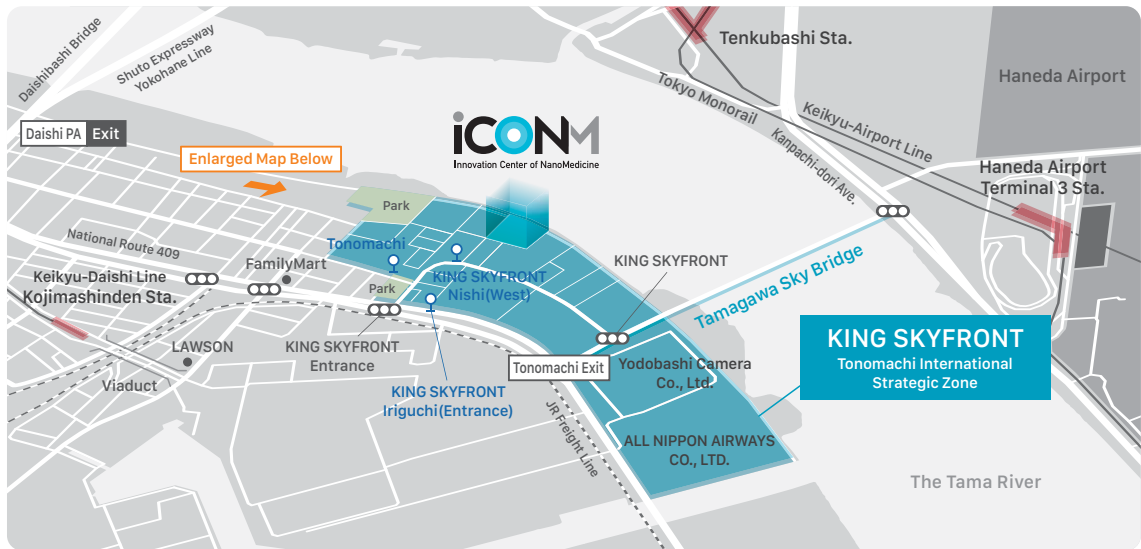 Daishibashi Bridge
Shuto Expressway
Yokohane Line
Tenkubashi Sta.
Haneda Airport
Tokyo Monorail
Keikyu-Airport Line
Kanpachi-dori Ave.
Daishi PA Exit
iCONM
Innovation Center of NanoMedicine
Enlarged Map Below
Haneda Airport
Terminal 3 Sta.
Park
National Route 409
Tonomachi
FamilyMart
KING SKYFRONT
Nishi(West)
KING SKYFRONT
Tamagawa Sky Bridge
Keikyu-Daishi Line
Kojimashinden Sta.
Park
LAWSON
KING SKYFRONT
Entrance
Viaduct
Tonomachi Exit
Yodobashi Camera
Co., Ltd.
KING SKYFRONT
Tonomachi International
Strategic Zone
KING SKYFRONT
Iriguchi(Entrance)
JR Freight Line
ALL NIPPON AIRWAYS
CO., LTD.
The Tama River